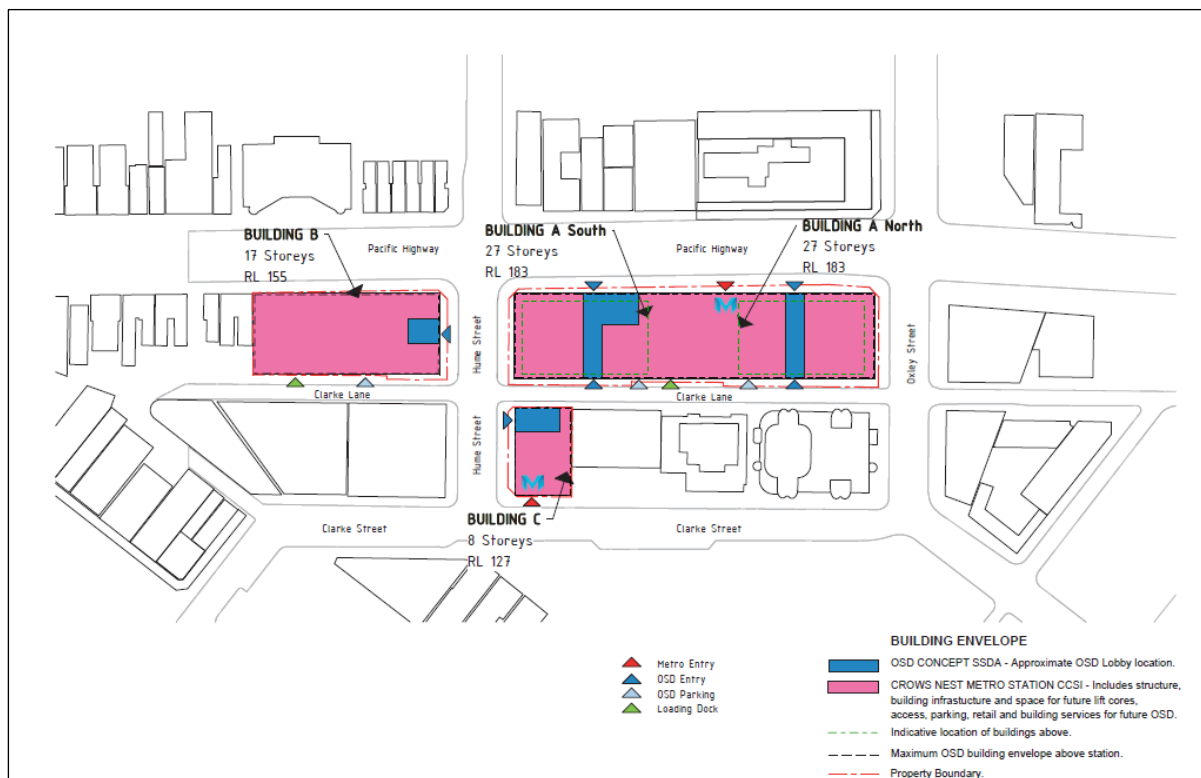 BUILDING B
17 Storeys
RL 155
Pacific Highway
BUILDING A South
27 Storeys
RL 183
Pacific Highway
BUILDING A North
27 Storeys
RL 183
Hume Street
Oxley Street
Clarke Lane
Clarke Lane
Hume Street
Clarke Street
BUILDING C
8 Storeys
RL 127
Clarke Street
Metro Entry
OSD Entry
OSD Parking
Loading Dock
BUILDING ENVELOPE
OSD CONCEPT SSDA - Approximate OSD Lobby location.
CROWS NEST METRO STATION CCSI - Includes structure,
building infrastucture and space for future lift cores,
access, parking, retail and building services for future OSD.
Indicative location of buildings above.
Maximum OSD building envelope above station.
Property Boundary.